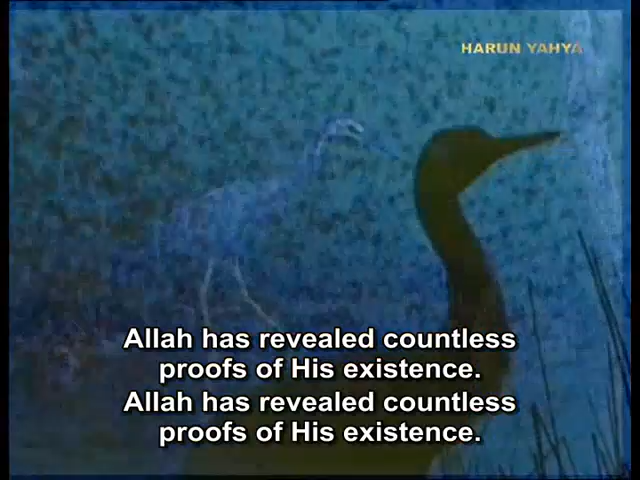 HARUN YAHYA
Allah has revealed countless
proofs of His existence.
Allah has revealed countless
proofs of His existence.